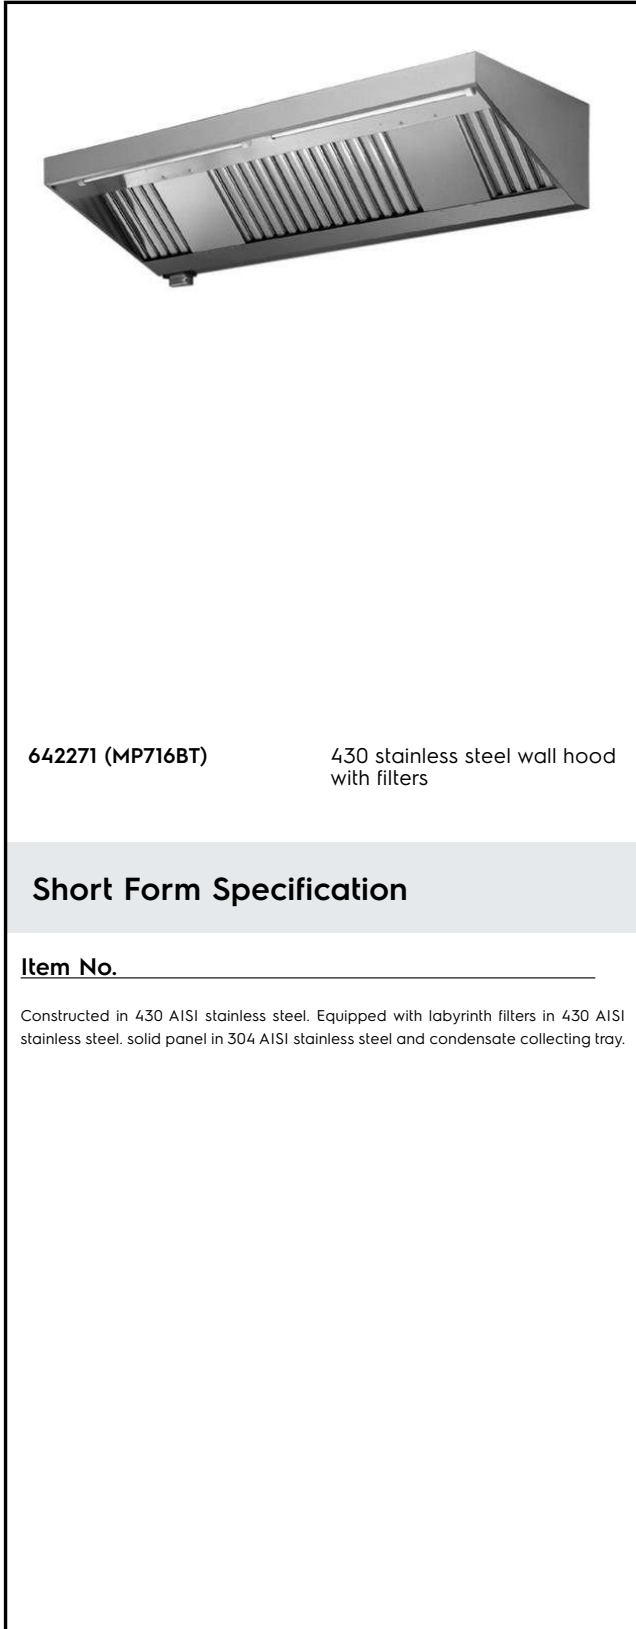 642271 (MP716BT)
430 stainless steel wall hood
with filters
Short Form Specification
Item No.
Constructed in 430 AISI stainless steel. Equipped with labyrinth filters in 430 AISI
stainless steel. solid panel in 304 AISI stainless steel and condensate collecting tray.